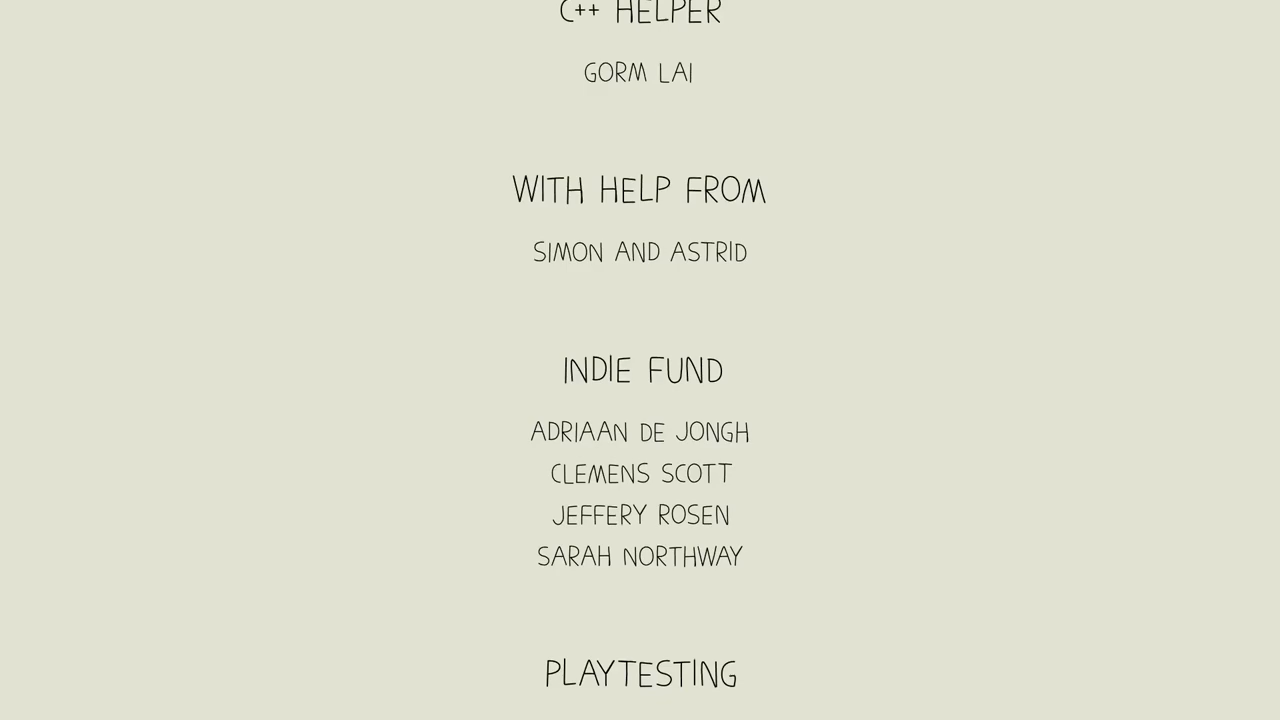 C++ HELPER
GORM LAI
WITH HELP FROM
SIMON AND ASTRID
INDIE FUND
ADRIAAN DE JONGH
CLEMENS SCOTT
JEFFERY ROSEN
SARAH NORTHWAY
PLAYTESTING